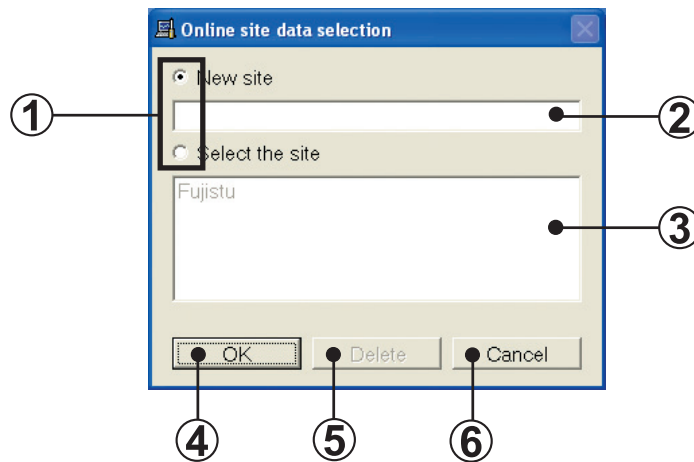 Online site data selection
New site
1
2
Select the site
Fujistu
3
OK
Delete
Cancel
4
5
6